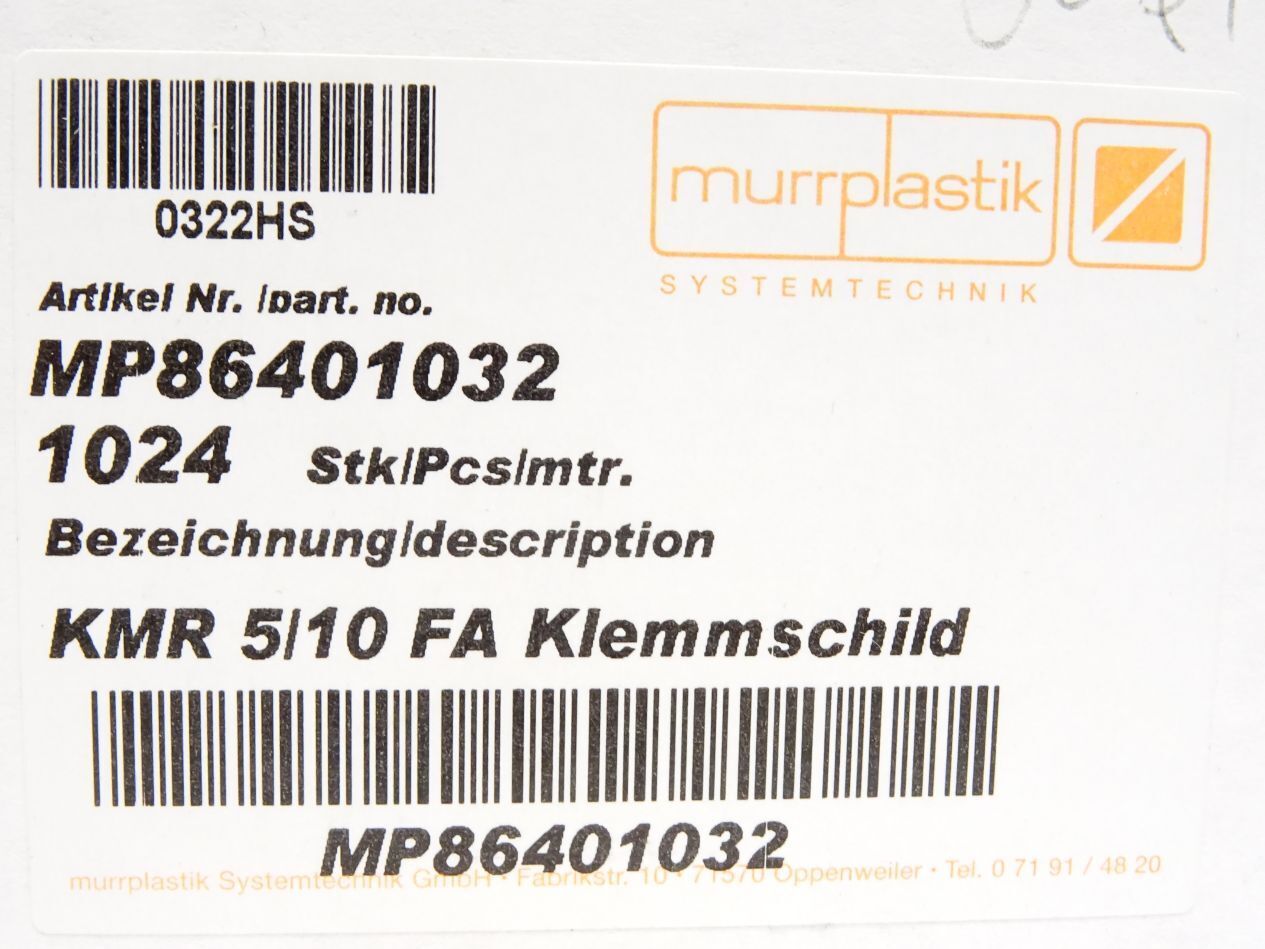 0322HS
murrplastik
SYSTEMTECHNIK
Artikel Nr. /part. no.
MP86401032
1024 Stk/Pcs/mtr.
Bezeichnung/description
KMR 5/10 FA Klemmschild
MP86401032
murrplastik Systemtechnik GmbH · Fabrikstr. 10 · 71570 Oppenweiler · Tel. 0 71 91 / 48 20